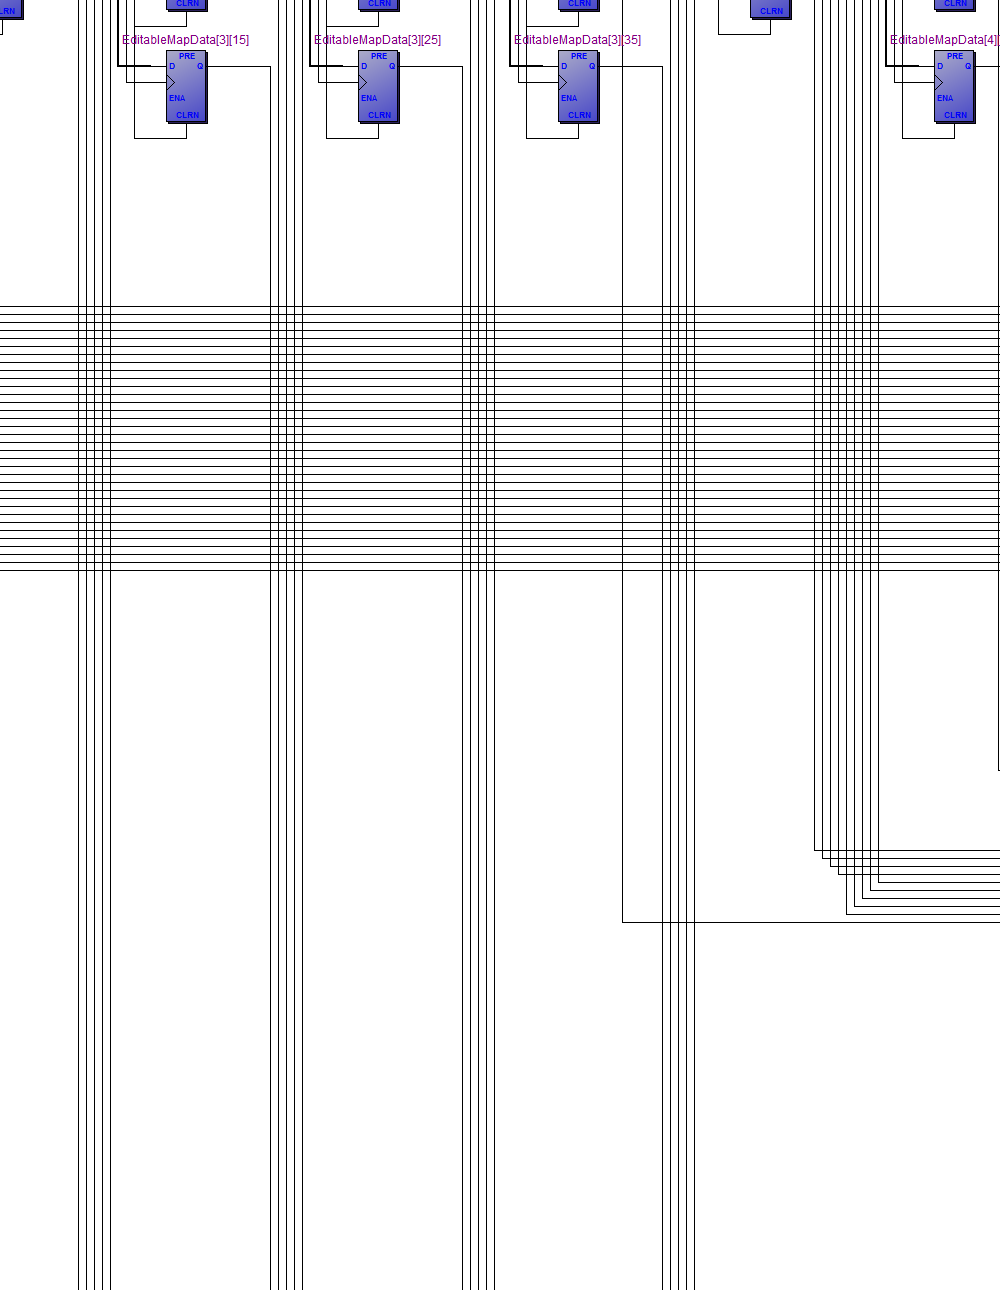 CLRN CLRN CLRN CLRN CLRN
EditableMapData[3][15] EditableMapData[3][25] EditableMapData[3][35] EditableMapData[4]
PRE PRE PRE PRE
D Q D Q D Q D Q
ENA ENA ENA ENA
CLRN CLRN CLRN CLRN